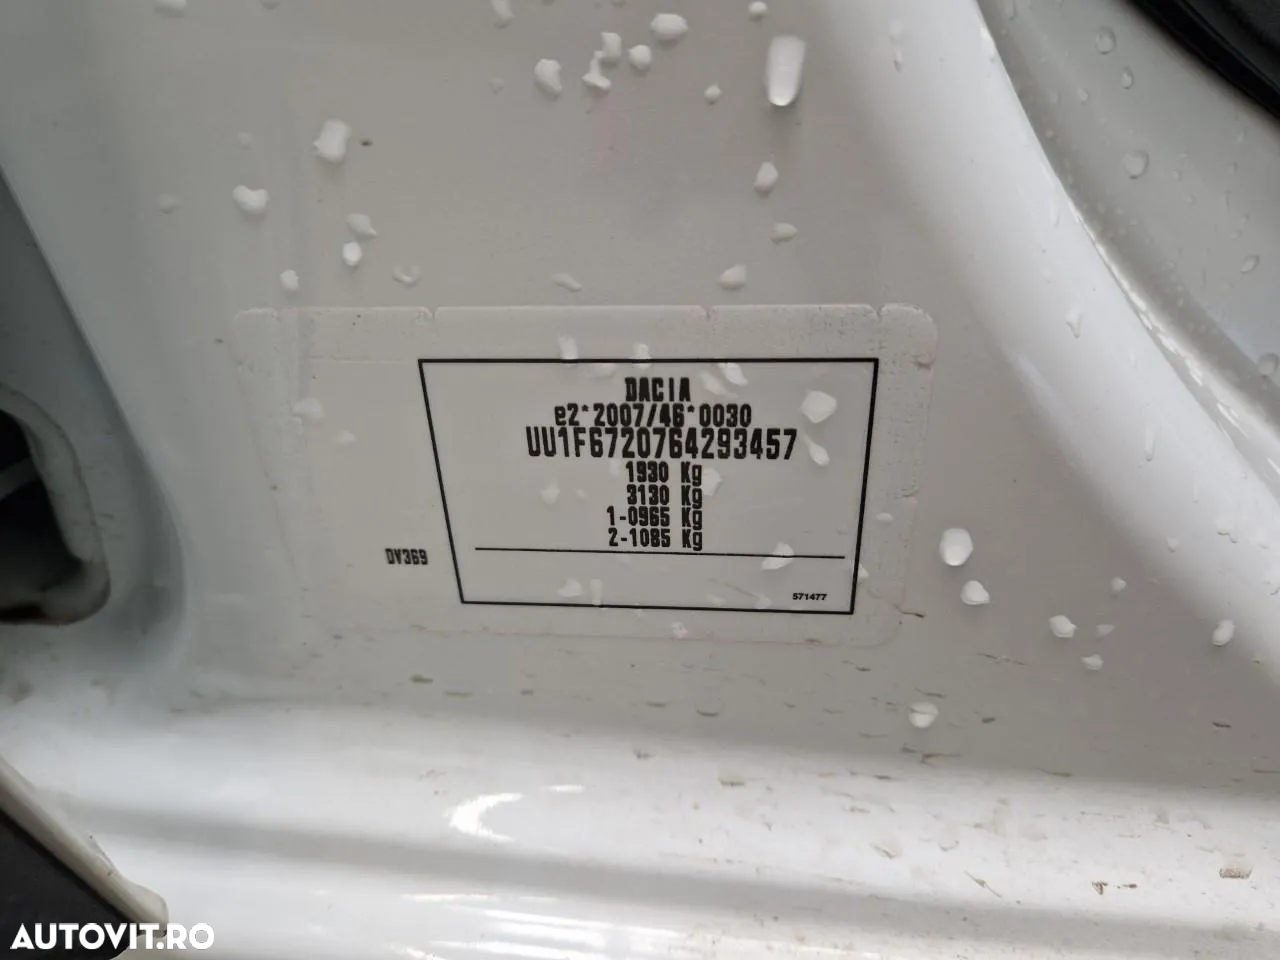 DACIA
e2*2007/46*0030
UU1F6720764293457
1930 Kg
3130 Kg
1-0965 Kg
2-1085 Kg
DV369
571477
AUTOVIT.RO